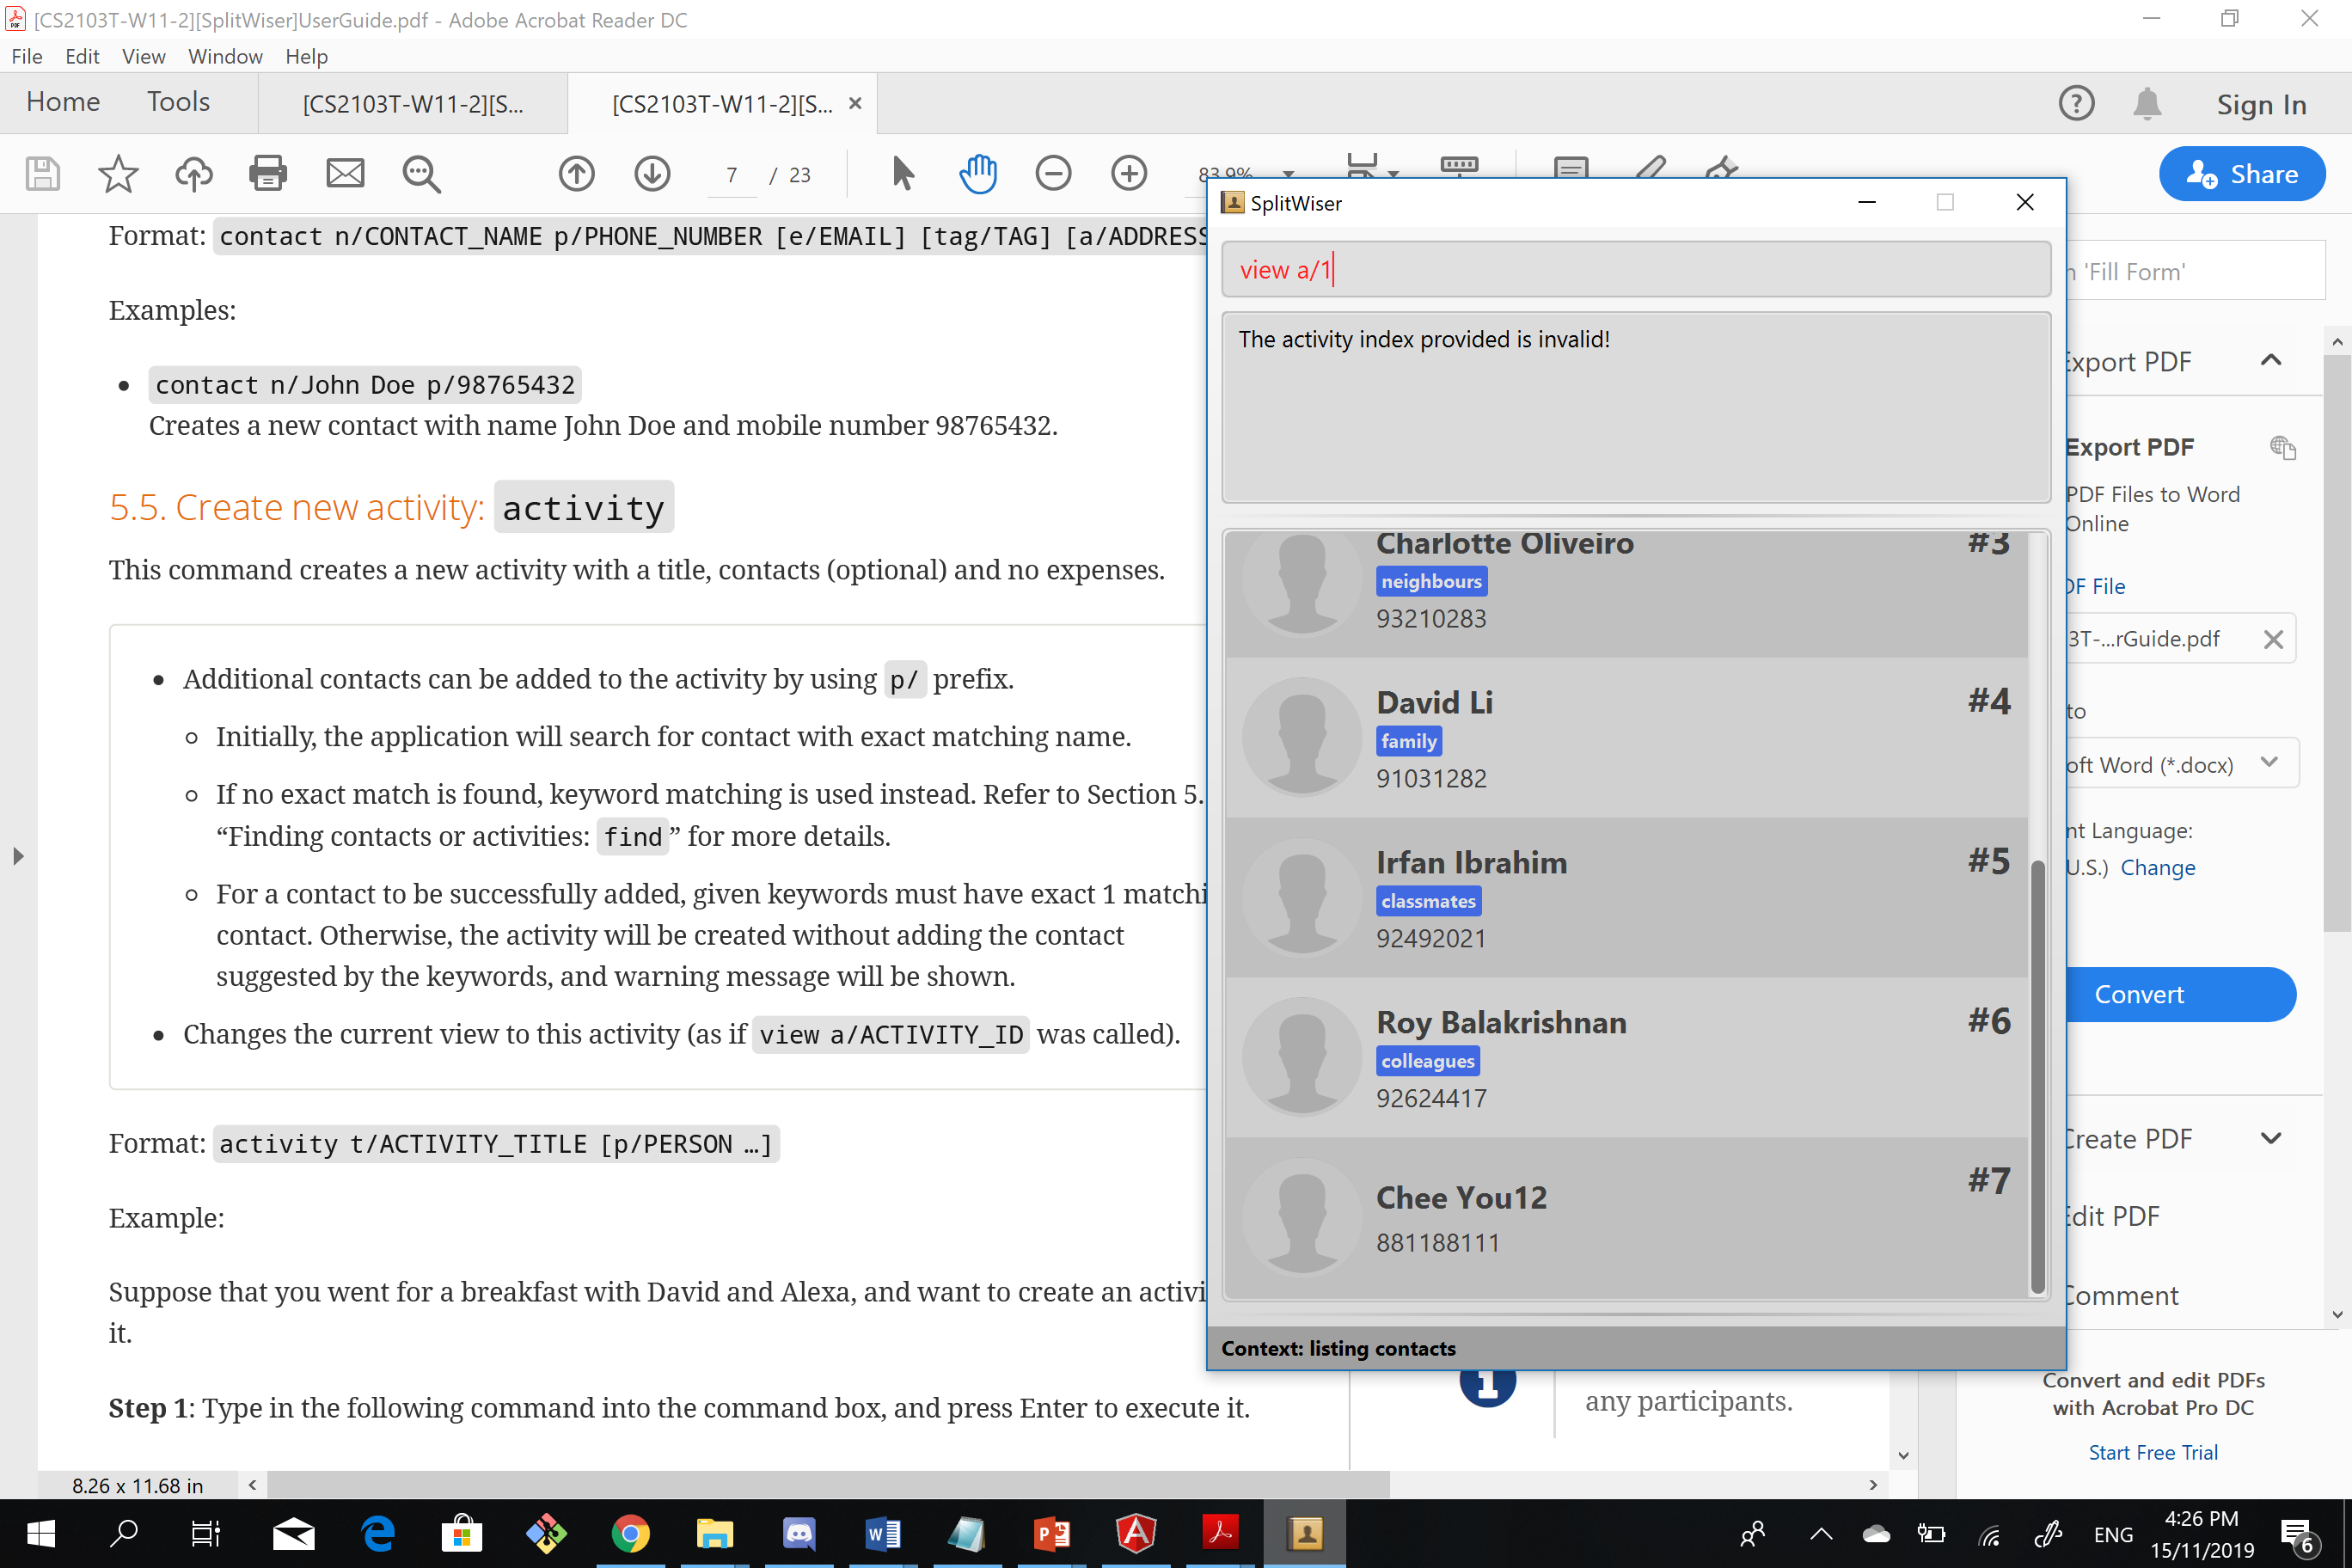 [CS2103T-W11-2][SplitWiser]UserGuide.pdf - Adobe Acrobat Reader DC
File Edit View Window Help
Home Tools [CS2103T-W11-2][S... [CS2103T-W11-2][S... Sign In
7 / 23 83.9% Share
Format: contact n/CONTACT_NAME p/PHONE_NUMBER [e/EMAIL] [tag/TAG] [a/ADDRESS
Examples:
contact n/John Doe p/98765432
Creates a new contact with name John Doe and mobile number 98765432.
5.5. Create new activity: activity
This command creates a new activity with a title, contacts (optional) and no expenses.
Additional contacts can be added to the activity by using p/ prefix.
Initially, the application will search for contact with exact matching name.
If no exact match is found, keyword matching is used instead. Refer to Section 5.
“Finding contacts or activities: find” for more details.
For a contact to be successfully added, given keywords must have exact 1 matchi
contact. Otherwise, the activity will be created without adding the contact
suggested by the keywords, and warning message will be shown.
Changes the current view to this activity (as if view a/ACTIVITY_ID was called).
Format: activity t/ACTIVITY_TITLE [p/PERSON …]
Example:
Suppose that you went for a breakfast with David and Alexa, and want to create an activi
it.
Step 1: Type in the following command into the command box, and press Enter to execute it.
8.26 x 11.68 in
SplitWiser
view a/1
The activity index provided is invalid!
Charlotte Oliveiro #3
neighbours
93210283
David Li #4
family
91031282
Irfan Ibrahim #5
classmates
92492021
Roy Balakrishnan #6
colleagues
92624417
Chee You12 #7
881188111
Context: listing contacts
any participants.
'Fill Form'
Export PDF
Export PDF
PDF Files to Word
Online
DF File
3T-...rGuide.pdf
to
oft Word (*.docx)
nt Language:
U.S.) Change
Convert
Create PDF
Edit PDF
Comment
Convert and edit PDFs
with Acrobat Pro DC
Start Free Trial
ENG
4:26 PM
15/11/2019
6